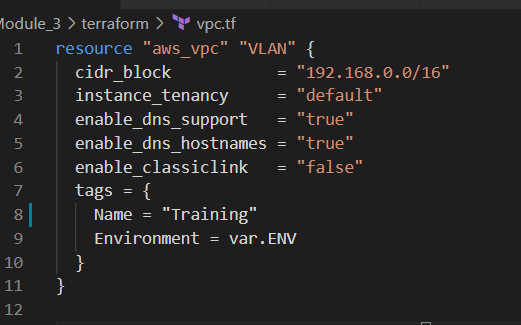 Module_3 > terraform > vpc.tf
1 resource "aws_vpc" "VLAN" {
2   cidr_block           = "192.168.0.0/16"
3   instance_tenancy     = "default"
4   enable_dns_support   = "true"
5   enable_dns_hostnames = "true"
6   enable_classiclink   = "false"
7   tags = {
8     Name = "Training"
9     Environment = var.ENV
10   }
11 }
12